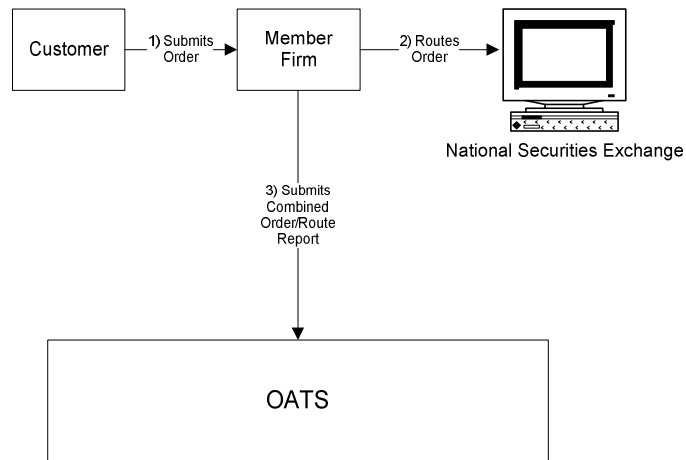 Customer
1) Submits
Order
Member
Firm
2) Routes
Order
National Securities Exchange
3) Submits
Combined
Order/Route
Report
OATS